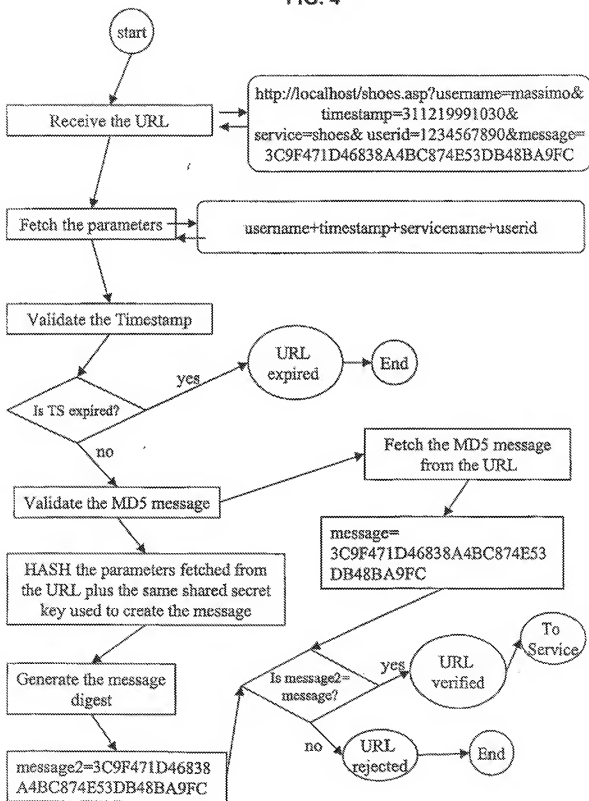 FIG. 4
start
Receive the URL
http://localhost/shoes.asp?username=massimo&
timestamp=311219991030&
service=shoes& userid=1234567890&message=
3C9F471D46838A4BC874E53DB48BA9FC
Fetch the parameters
username+timestamp+servicename+userid
Validate the Timestamp
Is TS expired?
yes
URL
expired
End
no
Validate the MD5 message
Fetch the MD5 message
from the URL
message=
3C9F471D46838A4BC874E53
DB48BA9FC
HASH the parameters fetched from
the URL plus the same shared secret
key used to create the message
Generate the message
digest
message2=3C9F471D46838
A4BC874E53DB48BA9FC
Is message2=
message?
yes
URL
verified
To
Service
no
URL
rejected
End